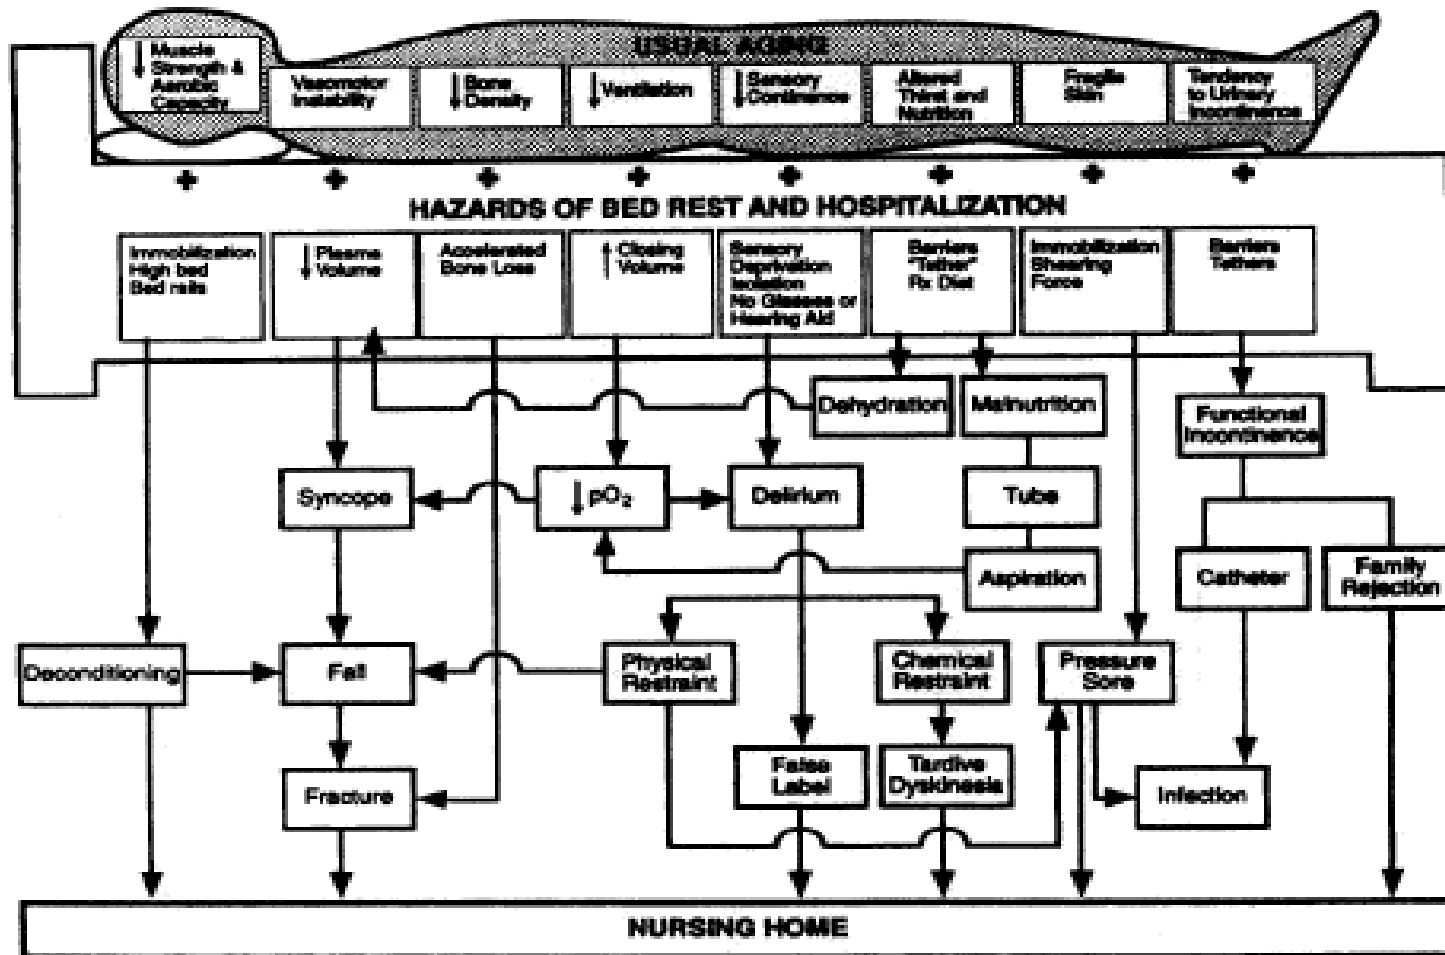 USUAL AGING
↓ Muscle
Strength &
Aerobic
Capacity
Vasomotor
Instability
↓ Bone
Density
↓ Ventilation
↓ Sensory
Continence
Altered
Thirst and
Nutrition
Fragile
Skin
Tendency
to Urinary
Incontinence
+ + + + + + + +
HAZARDS OF BED REST AND HOSPITALIZATION
Immobilization
High bed
Bed rails
↓ Plasma
Volume
Accelerated
Bone Loss
↑ Closing
Volume
Sensory
Deprivation
Isolation
No Glasses or
Hearing Aid
Barriers
"Tether"
Rx Diet
Immobilization
Shearing
Force
Barriers
Tethers
Dehydration
Malnutrition
Functional
Incontinence
Syncope
↓ pO₂
Delirium
Tube
Aspiration
Catheter
Family
Rejection
Deconditioning
Fall
Physical
Restraint
Chemical
Restraint
Pressure
Sore
Fracture
False
Label
Tardive
Dyskinesia
Infection
NURSING HOME